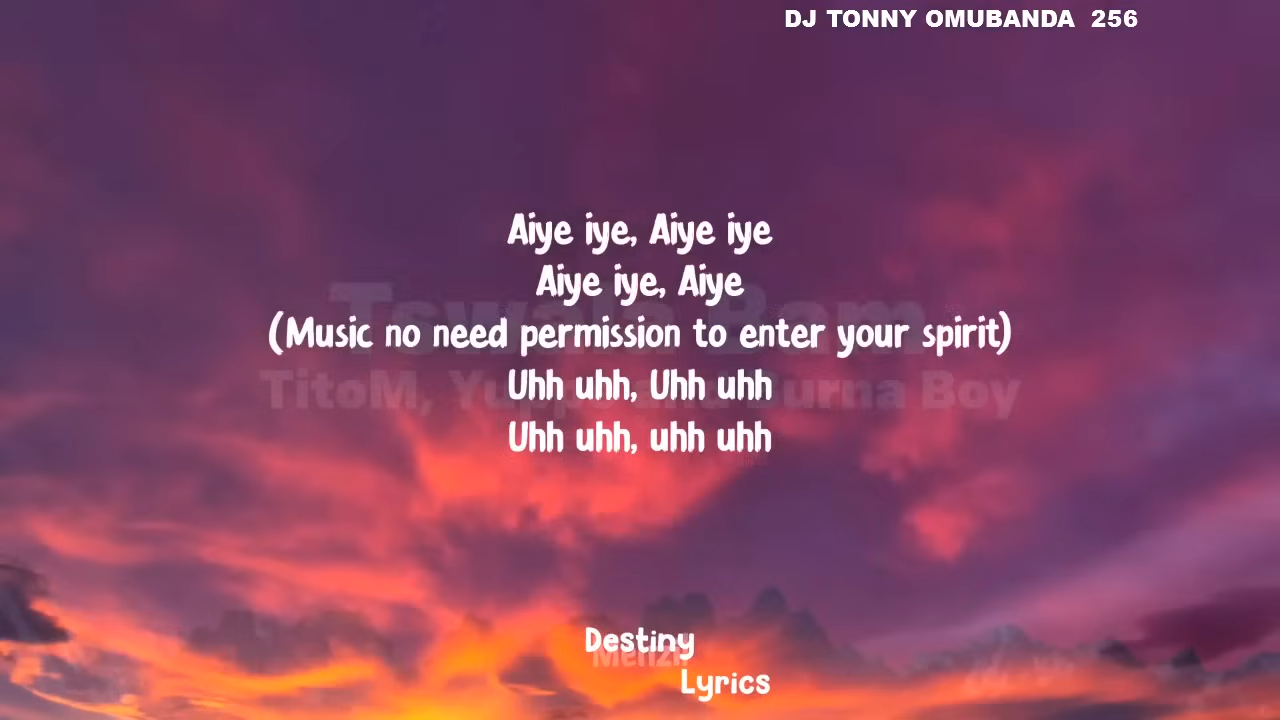 DJ TONNY OMUBANDA 256
Aiye iye, Aiye iye
Aiye iye, Aiye
Tswala Bam
(Music no need permission to enter your spirit)
Uhh uhh, Uhh uhh
TitoM, Yuppe and Burna Boy
Uhh uhh, uhh uhh
Destiny
Lyrics